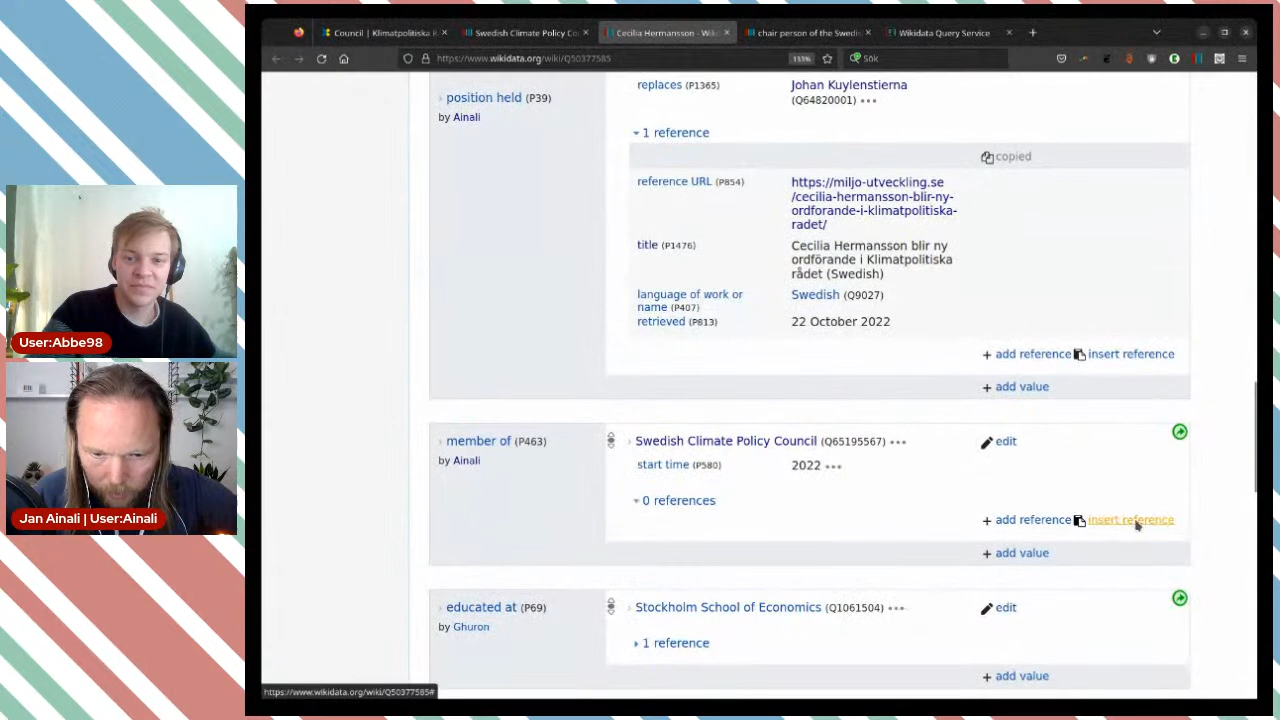 Council | Klimatpolitiska R
Swedish Climate Policy Co
Cecilia Hermansson - Wiki
chair person of the Swedis
Wikidata Query Service
https://www.wikidata.org/wiki/Q50377585
133%
Sök
position held (P39)
by Ainali
replaces (P1365)
Johan Kuylenstierna
(Q64820001)
1 reference
copied
reference URL (P854)
https://miljo-utveckling.se
/cecilia-hermansson-blir-ny-
ordforande-i-klimatpolitiska-
radet/
title (P1476)
Cecilia Hermansson blir ny
ordförande i Klimatpolitiska
rådet (Swedish)
language of work or
name (P407)
Swedish (Q9027)
retrieved (P813)
22 October 2022
+ add reference
insert reference
+ add value
member of (P463)
by Ainali
Swedish Climate Policy Council (Q65195567)
edit
start time (P580)
2022
0 references
+ add reference
insert reference
+ add value
educated at (P69)
by Ghuron
Stockholm School of Economics (Q1061504)
edit
1 reference
+ add value
https://www.wikidata.org/wiki/Q50377585#
User:Abbe98
Jan Ainali | User:Ainali